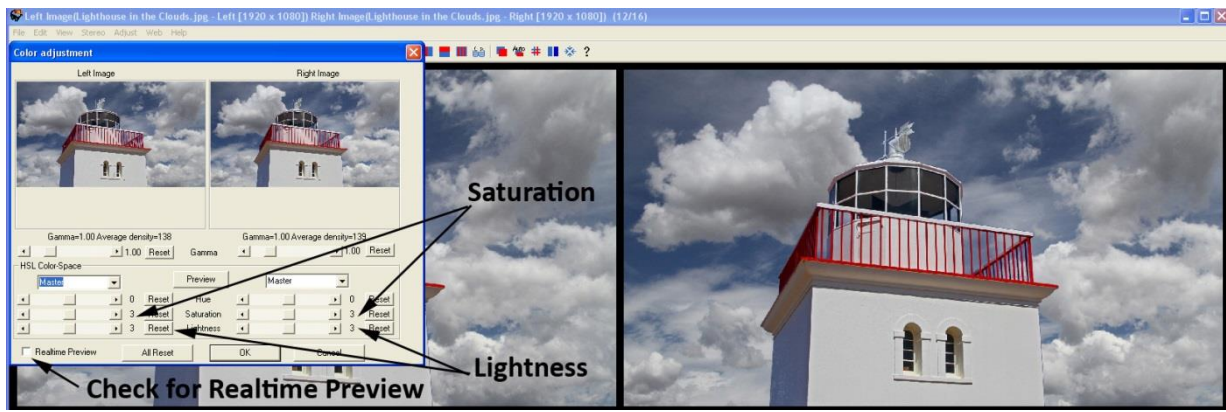 Left Image(Lighthouse in the Clouds.jpg - Left [1920 x 1080]) Right Image(Lighthouse in the Clouds.jpg - Right [1920 x 1080]) (12/16)
File Edit View Stereo Adjust Web Help
Color adjustment
Left Image Right Image
Saturation
Gamma=1.00 Average density=138 Gamma=1.00 Average density=139
1.00 Reset Gamma 1.00 Reset
HSL Color-Space
Master Preview Master
0 Reset Hue 0 Reset
3 Reset Saturation 3 Reset
3 Reset Lightness 3 Reset
Realtime Preview All Reset OK Cancel
Lightness
Check for Realtime Preview